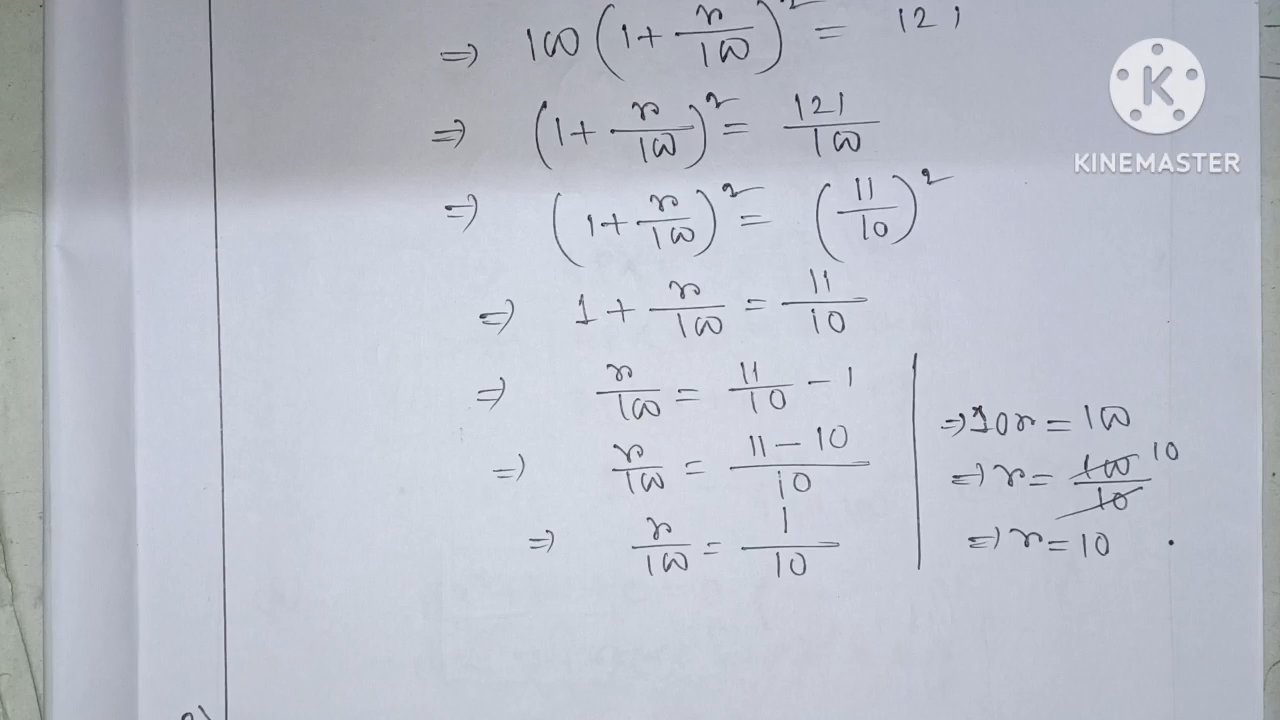 ⇒ 100 (1 + r/100)² = 121
⇒ (1 + r/100)² = 121/100
⇒ (1 + r/100)² = (11/10)²
⇒ 1 + r/100 = 11/10
⇒ r/100 = 11/10 - 1
⇒ r/100 = (11 - 10)/10
⇒ r/100 = 1/10
⇒ 10r = 100
⇒ r = 100/10 10
⇒ r = 10 .
K
KINEMASTER